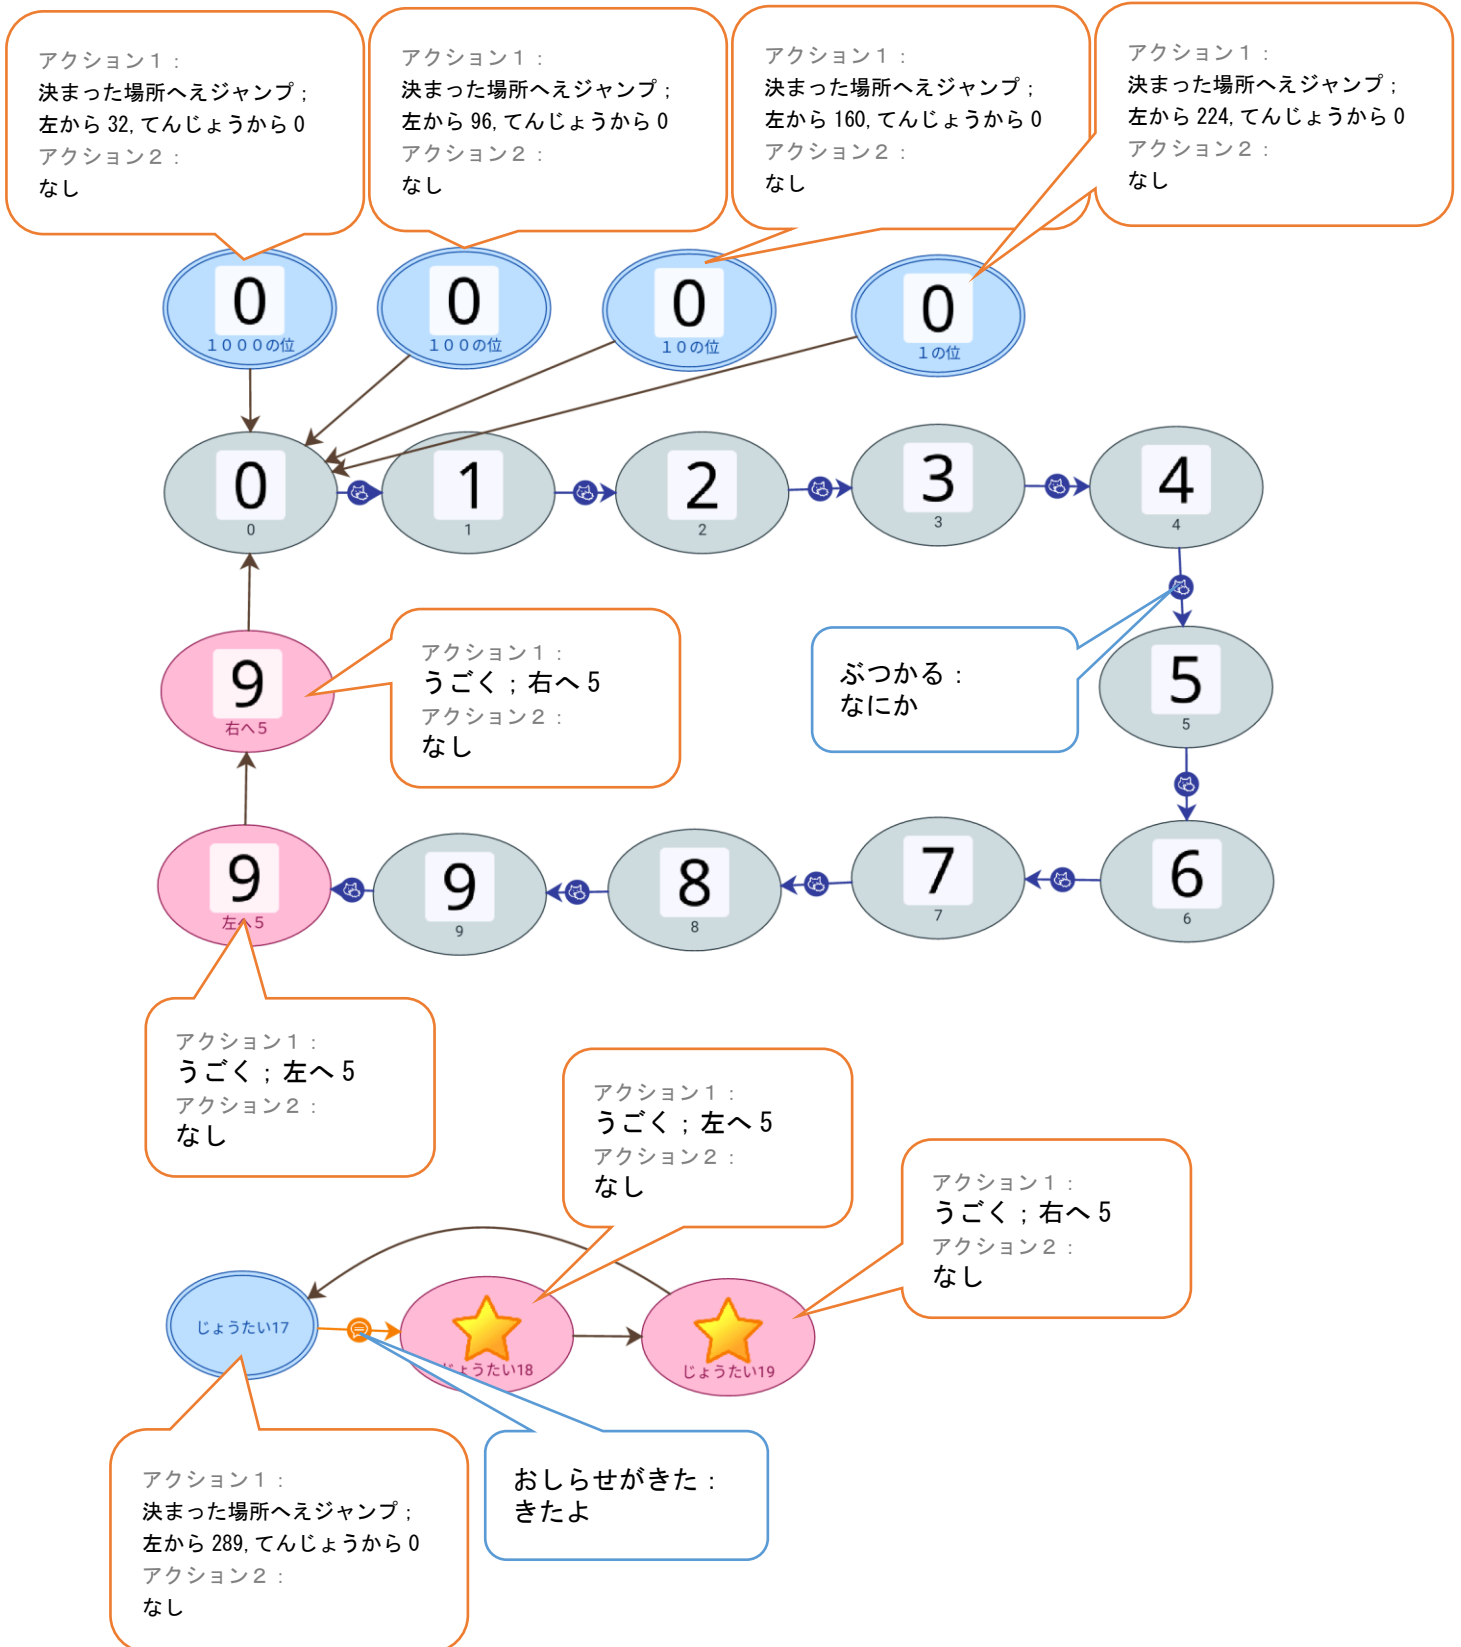 アクション１：
決まった場所へえジャンプ；
左から 32, てんじょうから 0
アクション２：
なし
アクション１：
決まった場所へえジャンプ；
左から 96, てんじょうから 0
アクション２：
なし
アクション１：
決まった場所へえジャンプ；
左から 160, てんじょうから 0
アクション２：
なし
アクション１：
決まった場所へえジャンプ；
左から 224, てんじょうから 0
アクション２：
なし
0
１０００の位
0
１００の位
0
１０の位
0
１の位
0
0
1
1
2
2
3
3
4
4
9
右へ５
アクション１：
うごく；右へ 5
アクション２：
なし
ぶつかる：
なにか
5
5
9
左へ５
9
9
8
8
7
7
6
6
アクション１：
うごく；左へ 5
アクション２：
なし
アクション１：
うごく；左へ 5
アクション２：
なし
アクション１：
うごく；右へ 5
アクション２：
なし
じょうたい17
じょうたい18
じょうたい19
アクション１：
決まった場所へえジャンプ；
左から 289, てんじょうから 0
アクション２：
なし
おしらせがきた：
きたよ